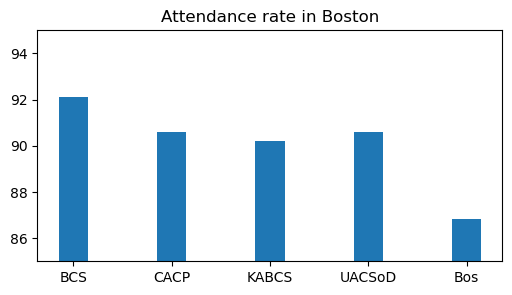 Attendance rate in Boston
94
92
90
88
86
BCS CACP KABCS UACSoD Bos